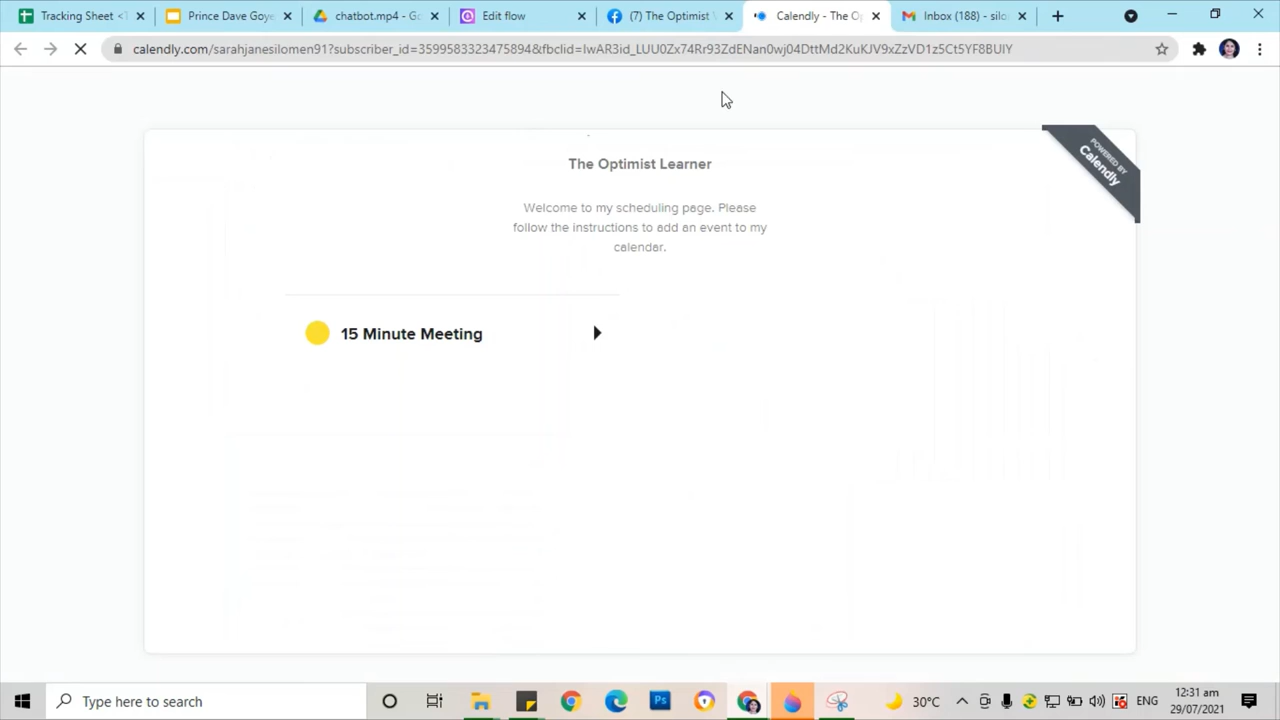 Tracking Sheet <
Prince Dave Goye
chatbot.mp4 - Go
Edit flow
(7) The Optimist
Calendly - The Op
Inbox (188) - silo
calendly.com/sarahjanesilomen91?subscriber_id=3599583323475894&fbclid=IwAR3id_LUU0Zx74Rr93ZdENan0wj04DttMd2KuKJV9xZzVD1z5Ct5YF8BUIY
POWERED BY
Calendly
The Optimist Learner
Welcome to my scheduling page. Please
follow the instructions to add an event to my
calendar.
15 Minute Meeting
Type here to search
Ps
30°C
ENG
12:31 am
29/07/2021